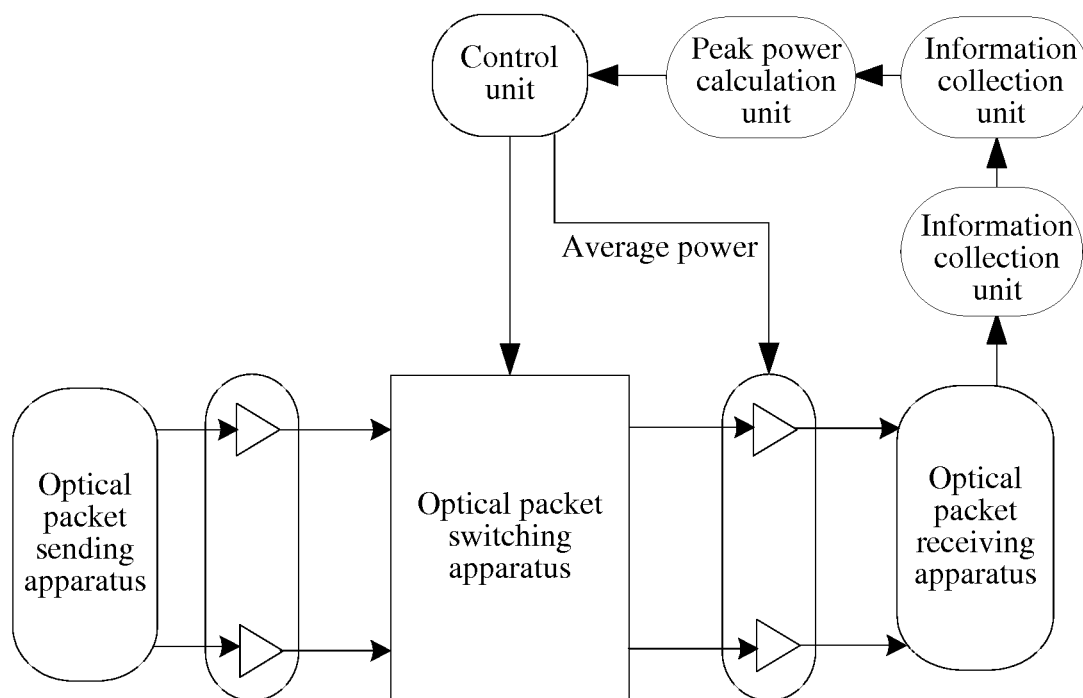 Control
unit
Peak power
calculation
unit
Information
collection
unit
Information
collection
unit
Average power
Optical
packet
sending
apparatus
Optical packet
switching
apparatus
Optical
packet
receiving
apparatus